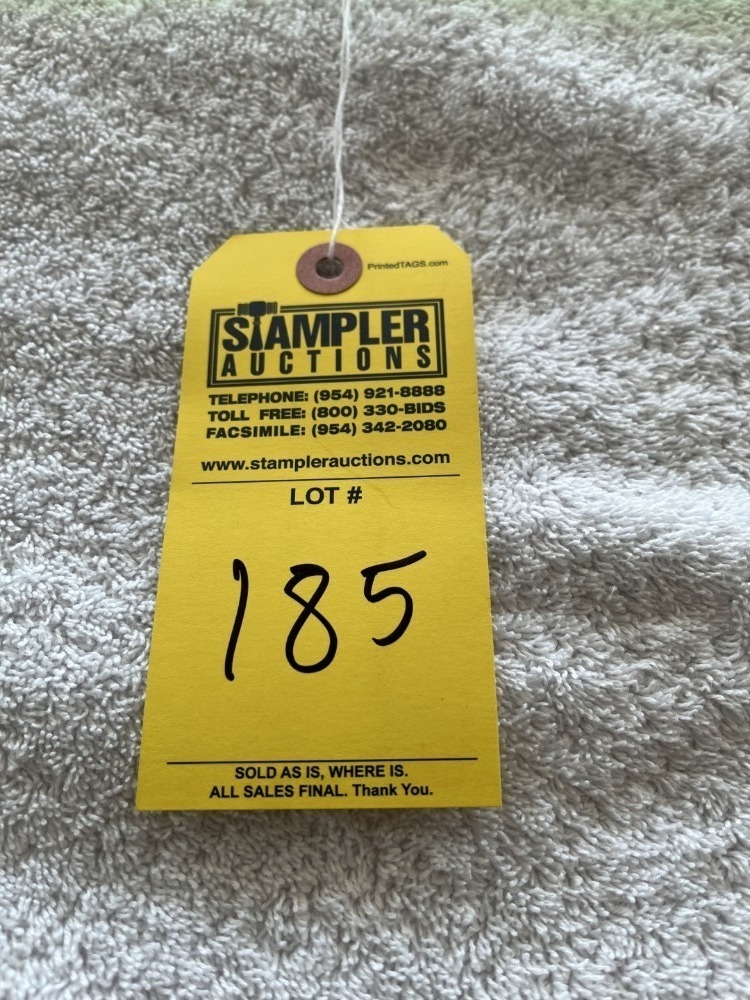 PrintedTAGS.com
STAMPLER
AUCTIONS
TELEPHONE: (954) 921-8888
TOLL FREE: (800) 330-BIDS
FACSIMILE: (954) 342-2080
www.stamplerauctions.com
LOT #
185
SOLD AS IS, WHERE IS.
ALL SALES FINAL. Thank You.